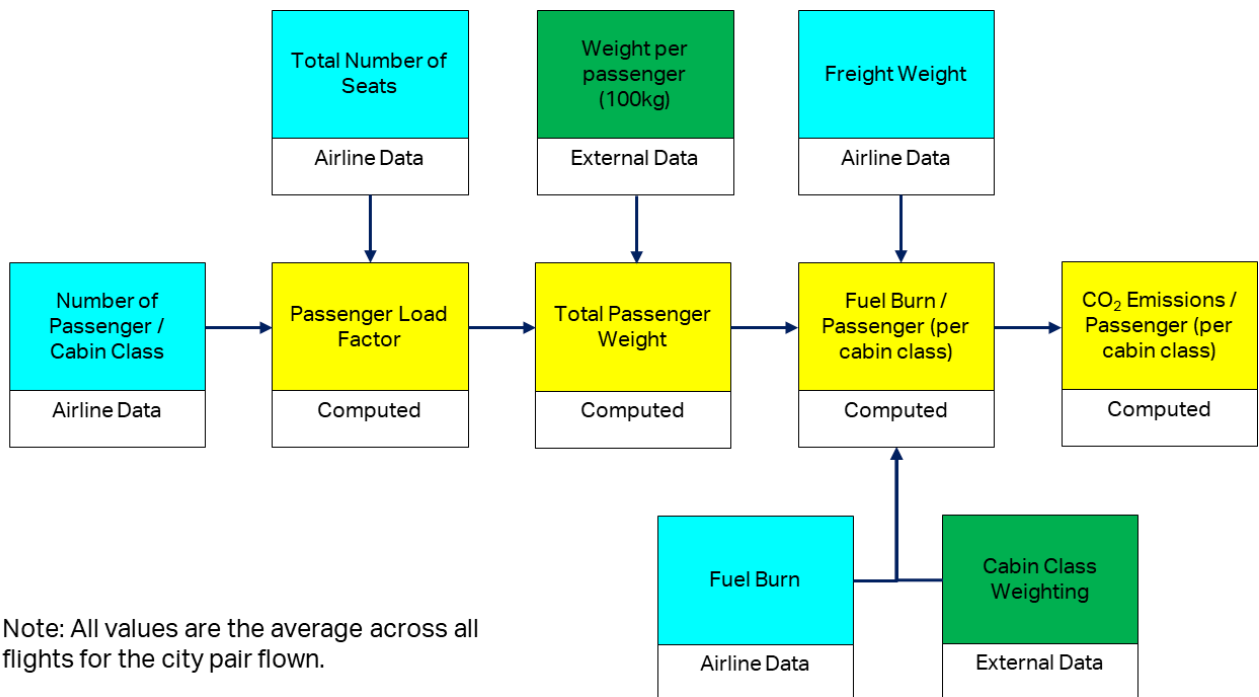 Total Number of
Seats
Airline Data
Weight per
passenger
(100kg)
External Data
Freight Weight
Airline Data
Number of
Passenger /
Cabin Class
Airline Data
Passenger Load
Factor
Computed
Total Passenger
Weight
Computed
Fuel Burn /
Passenger (per
cabin class)
Computed
CO₂ Emissions /
Passenger (per
cabin class)
Computed
Fuel Burn
Airline Data
Cabin Class
Weighting
External Data
Note: All values are the average across all
flights for the city pair flown.